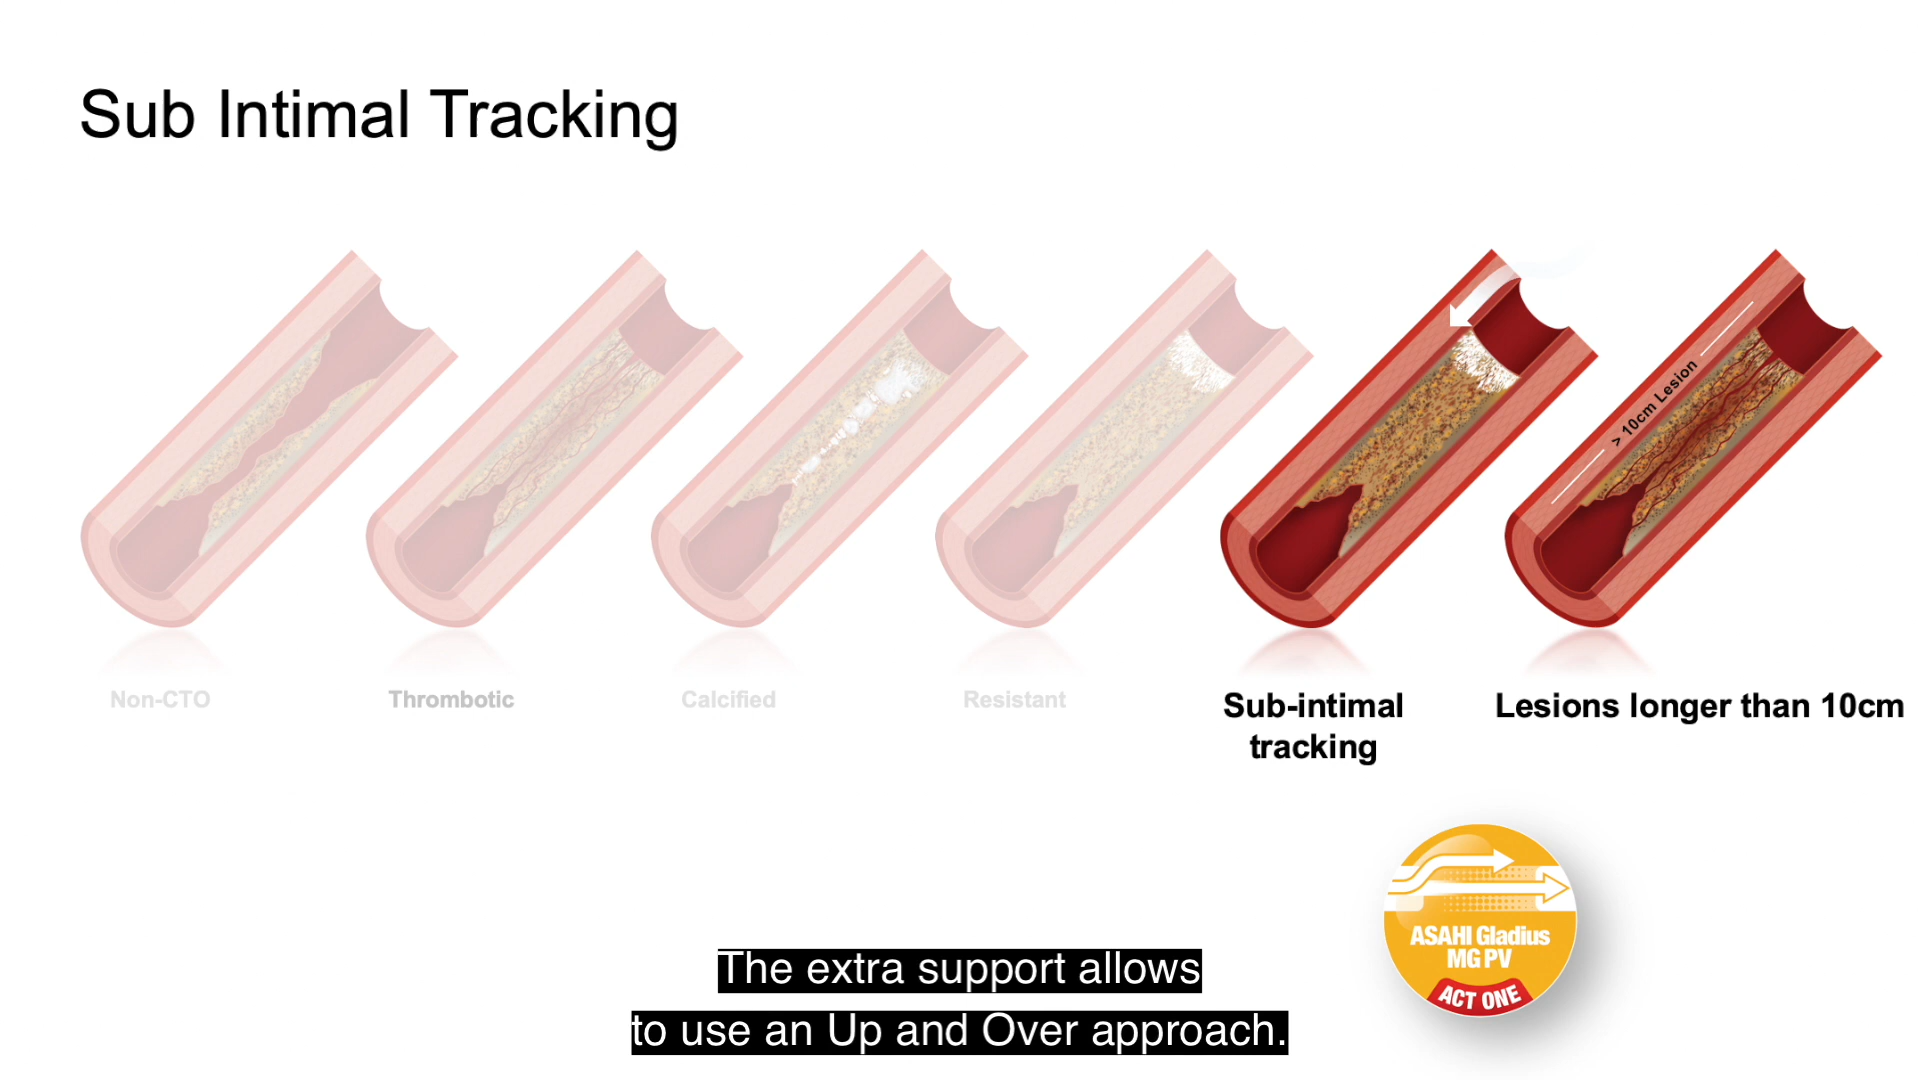 Sub Intimal Tracking
> 10cm Lesion
Non-CTO
Thrombotic
Calcified
Resistant
Sub-intimal
tracking
Lesions longer than 10cm
ASAHI Gladius
MG PV
ACT ONE
The extra support allows
to use an Up and Over approach.